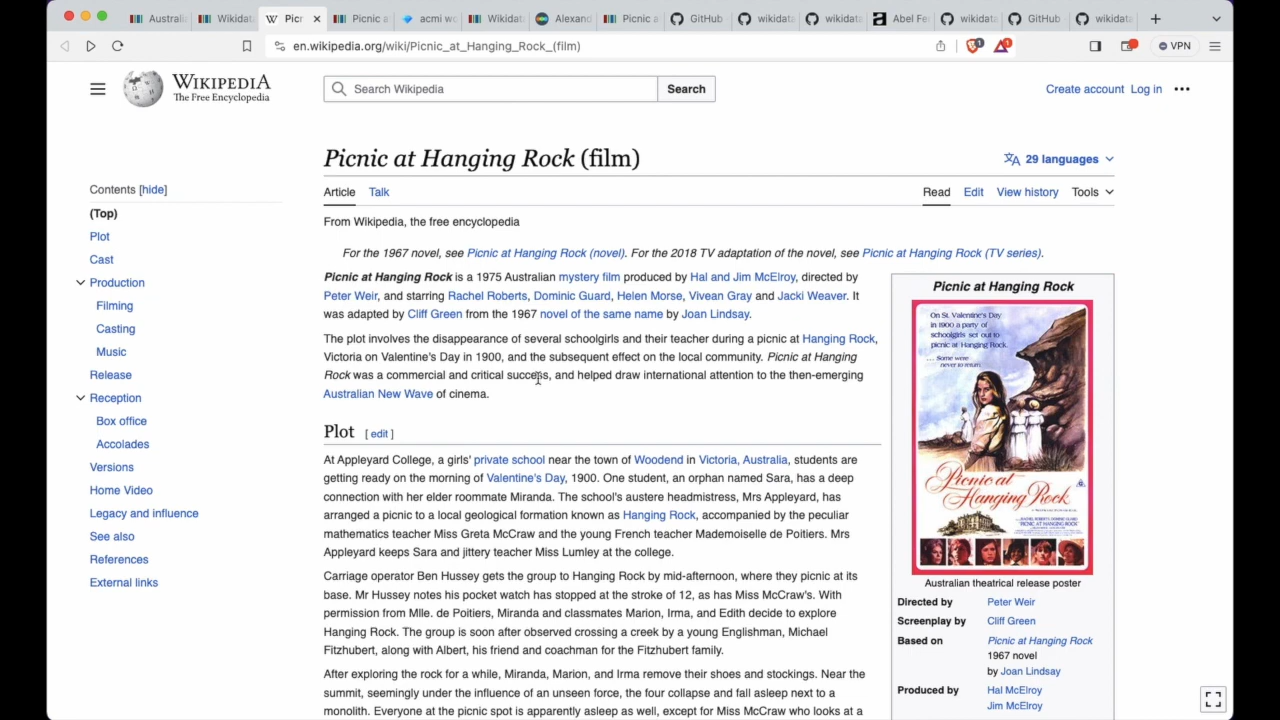 Australi
Wikidat
Picn
Picnic a
acmi wo
Wikidat
Alexand
Picnic a
GitHub
wikidata
wikidata
Abel Fe
wikidata
GitHub
wikidata
en.wikipedia.org/wiki/Picnic_at_Hanging_Rock_(film)
1
1
VPN
WIKIPEDIA
The Free Encyclopedia
Search Wikipedia
Search
Create account Log in
Picnic at Hanging Rock (film)
29 languages
Article Talk
Read Edit View history Tools
From Wikipedia, the free encyclopedia
For the 1967 novel, see Picnic at Hanging Rock (novel). For the 2018 TV adaptation of the novel, see Picnic at Hanging Rock (TV series).
Contents [hide]
(Top)
Plot
Cast
Production
Filming
Casting
Music
Release
Reception
Box office
Accolades
Versions
Home Video
Legacy and influence
See also
References
External links
Picnic at Hanging Rock is a 1975 Australian mystery film produced by Hal and Jim McElroy, directed by
Peter Weir, and starring Rachel Roberts, Dominic Guard, Helen Morse, Vivean Gray and Jacki Weaver. It
was adapted by Cliff Green from the 1967 novel of the same name by Joan Lindsay.
The plot involves the disappearance of several schoolgirls and their teacher during a picnic at Hanging Rock,
Victoria on Valentine's Day in 1900, and the subsequent effect on the local community. Picnic at Hanging
Rock was a commercial and critical success, and helped draw international attention to the then-emerging
Australian New Wave of cinema.
Plot [ edit ]
At Appleyard College, a girls' private school near the town of Woodend in Victoria, Australia, students are
getting ready on the morning of Valentine's Day, 1900. One student, an orphan named Sara, has a deep
connection with her elder roommate Miranda. The school's austere headmistress, Mrs Appleyard, has
arranged a picnic to a local geological formation known as Hanging Rock, accompanied by the peculiar
mathematics teacher Miss Greta McCraw and the young French teacher Mademoiselle de Poitiers. Mrs
Appleyard keeps Sara and jittery teacher Miss Lumley at the college.
Carriage operator Ben Hussey gets the group to Hanging Rock by mid-afternoon, where they picnic at its
base. Mr Hussey notes his pocket watch has stopped at the stroke of 12, as has Miss McCraw's. With
permission from Mlle. de Poitiers, Miranda and classmates Marion, Irma, and Edith decide to explore
Hanging Rock. The group is soon after observed crossing a creek by a young Englishman, Michael
Fitzhubert, along with Albert, his friend and coachman for the Fitzhubert family.
After exploring the rock for a while, Miranda, Marion, and Irma remove their shoes and stockings. Near the
summit, seemingly under the influence of an unseen force, the four collapse and fall asleep next to a
monolith. Everyone at the picnic spot is apparently asleep as well, except for Miss McCraw who looks at a
Picnic at Hanging Rock
On St. Valentine's Day
in 1900 a party of
schoolgirls set out to
picnic at Hanging Rock.
...Some were
never to return
Picnic at
Hanging Rock
Australian theatrical release poster
Directed by Peter Weir
Screenplay by Cliff Green
Based on Picnic at Hanging Rock
1967 novel
by Joan Lindsay
Produced by Hal McElroy
Jim McElroy